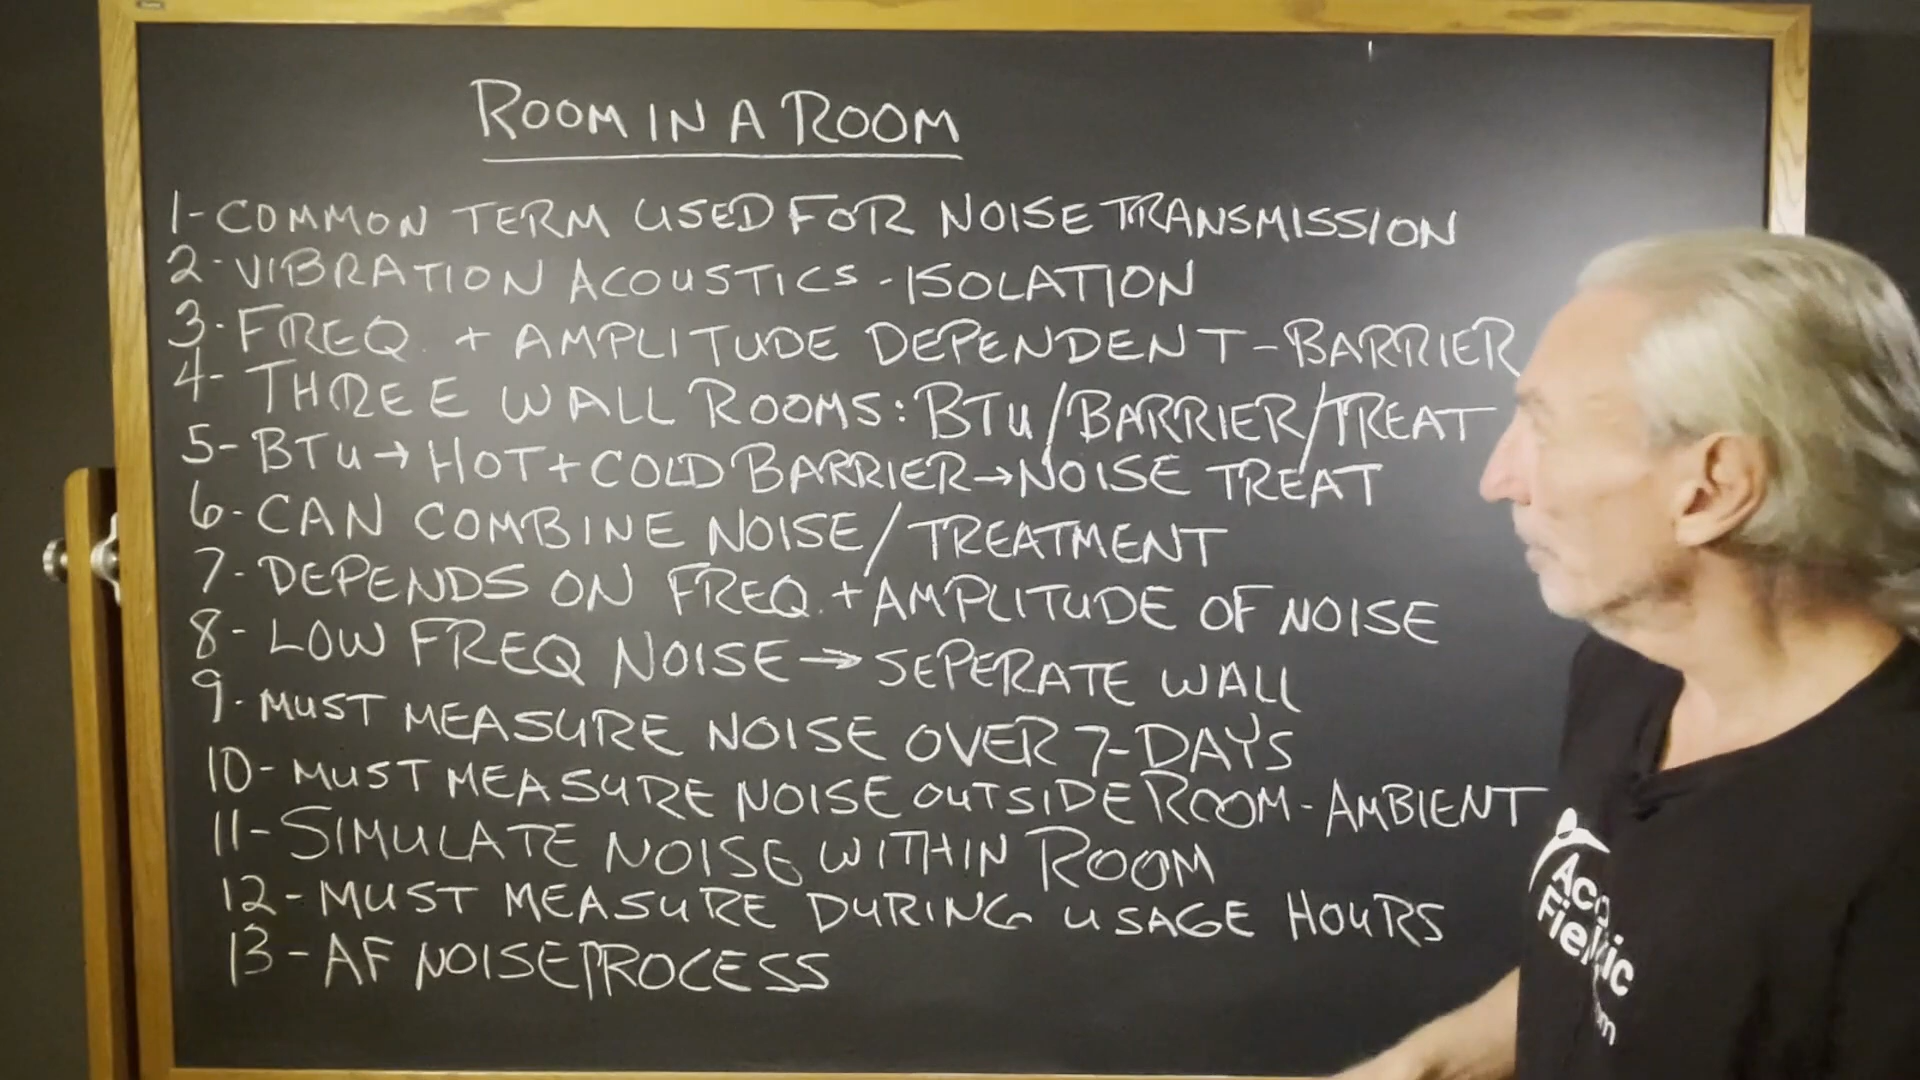 ROOM IN A ROOM
1-COMMON TERM USED FOR NOISE TRANSMISSION
2-VIBRATION ACOUSTICS-ISOLATION
3-FREQ. + AMPLITUDE DEPENDENT-BARRIER
4-THREE WALL ROOMS: BTU/BARRIER/TREAT
5-BTU→HOT+COLD BARRIER→NOISE TREAT
6-CAN COMBINE NOISE/TREATMENT
7-DEPENDS ON FREQ.+AMPLITUDE OF NOISE
8-LOW FREQ NOISE→SEPERATE WALL
9-MUST MEASURE NOISE OVER 7-DAYS
10-MUST MEASURE NOISE OUTSIDE ROOM-AMBIENT
11-SIMULATE NOISE WITHIN ROOM
12-MUST MEASURE DURING USAGE HOURS
13-AF NOISE PROCESS